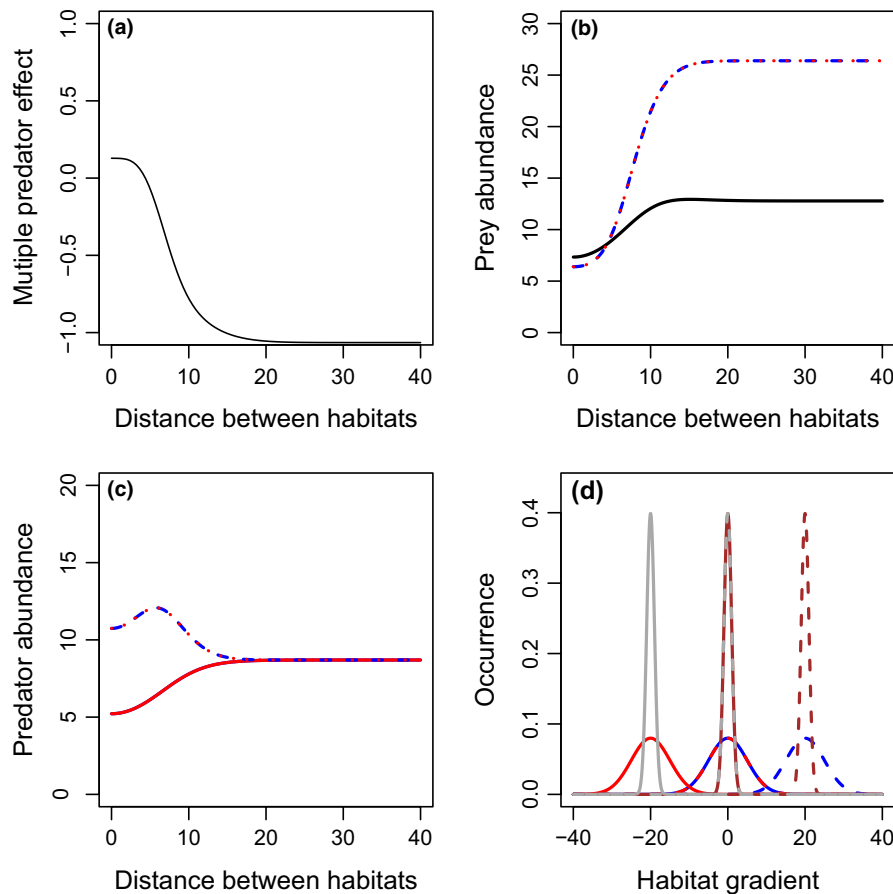 (a)
Mutiple predator effect
1.0
0.5
0.0
−0.5
−1.0
0 10 20 30 40
Distance between habitats
(b)
Prey abundance
30
25
20
15
10
5
0
0 10 20 30 40
Distance between habitats
(c)
Predator abundance
20
15
10
5
0
0 10 20 30 40
Distance between habitats
(d)
Occurrence
0.4
0.3
0.2
0.1
0.0
−40 −20 0 20 40
Habitat gradient